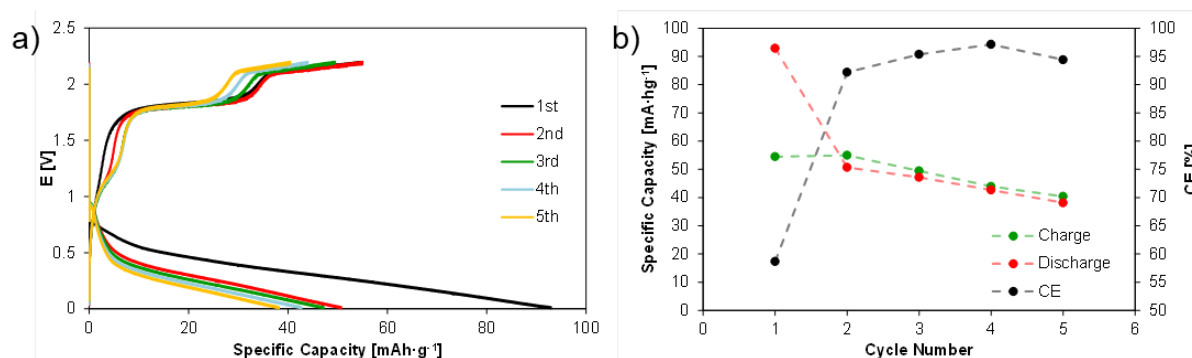 a)
2.5
2
1.5
1
0.5
0
E [V]
0
20
40
60
80
100
Specific Capacity [mAh·g⁻¹]
1st
2nd
3rd
4th
5th
b)
100
90
80
70
60
50
40
30
20
10
0
Specific Capacity [mA·hg⁻¹]
0
1
2
3
4
5
6
Cycle Number
100
95
90
85
80
75
70
65
60
55
50
CE [%]
Charge
Discharge
CE